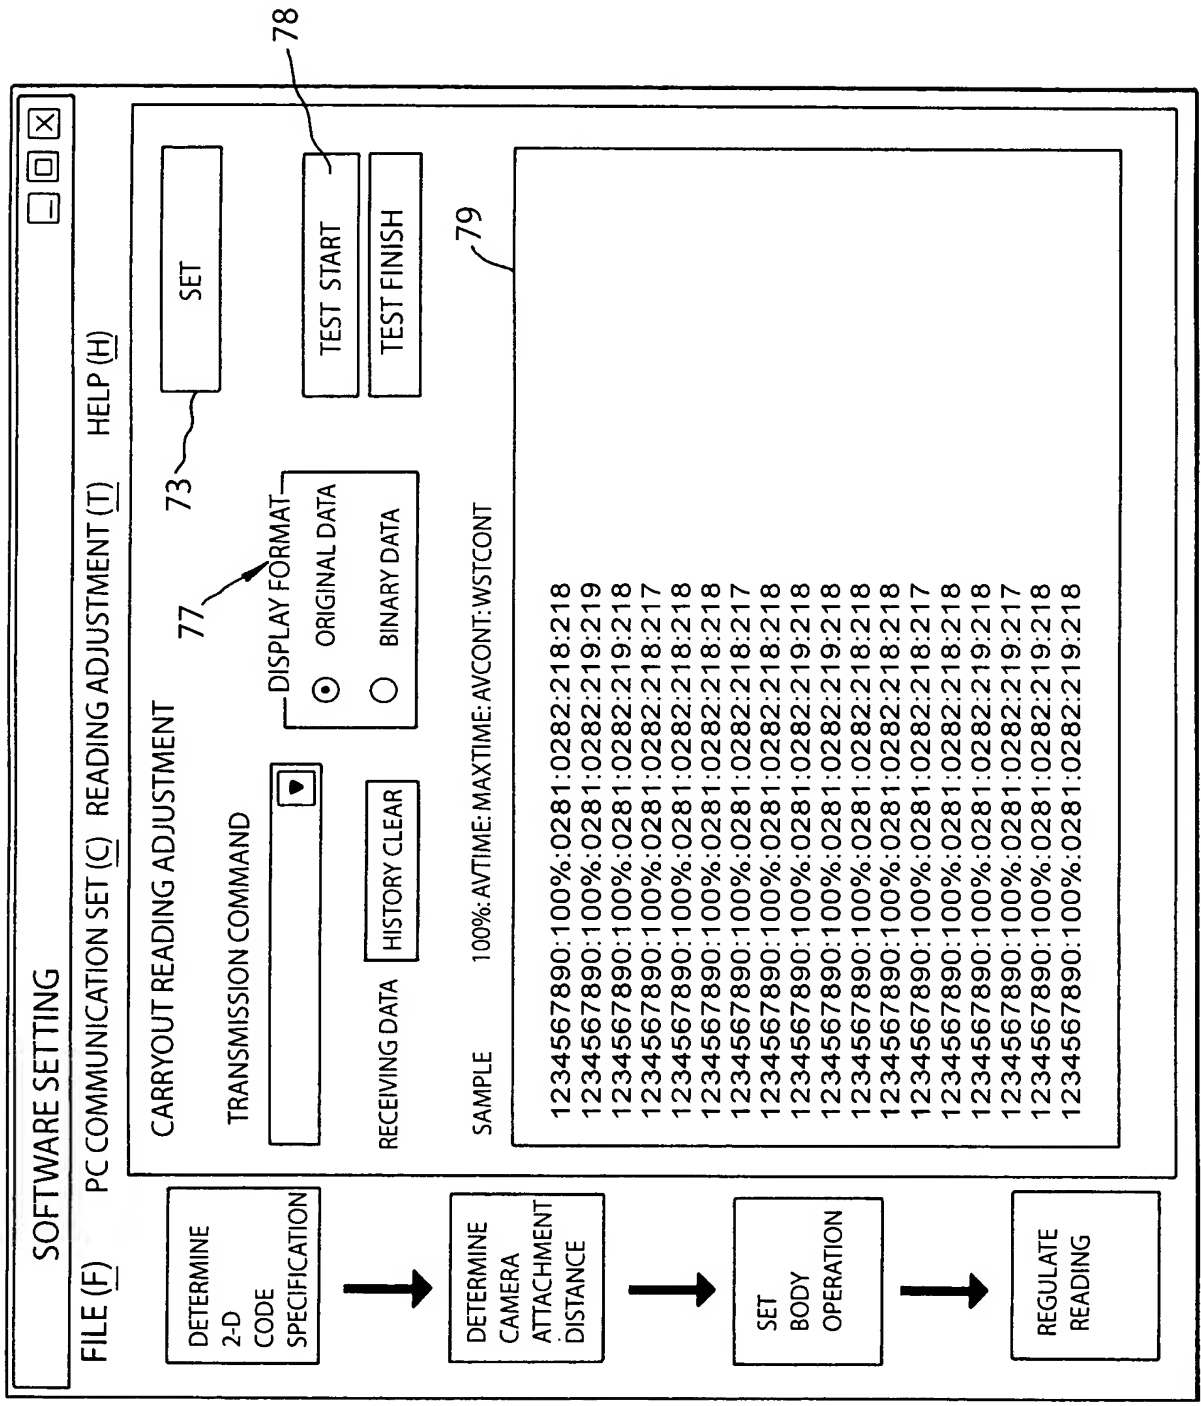 SOFTWARE SETTING
FILE (F) PC COMMUNICATION SET (C) READING ADJUSTMENT (T) HELP (H)
DETERMINE
2-D
CODE
SPECIFICATION
DETERMINE
CAMERA
ATTACHMENT
DISTANCE
SET
BODY
OPERATION
REGULATE
READING
CARRYOUT READING ADJUSTMENT
SET
73
TRANSMISSION COMMAND
77
DISPLAY FORMAT
ORIGINAL DATA
BINARY DATA
TEST START
78
TEST FINISH
RECEIVING DATA HISTORY CLEAR
SAMPLE 100%: AVTIME: MAXTIME: AVCONT: WSTCONT
79
1234567890:100%:0281:0282:218:218
1234567890:100%:0281:0282:219:219
1234567890:100%:0281:0282:219:218
1234567890:100%:0281:0282:218:217
1234567890:100%:0281:0282:218:218
1234567890:100%:0281:0282:218:218
1234567890:100%:0281:0282:218:217
1234567890:100%:0281:0282:218:218
1234567890:100%:0281:0282:219:218
1234567890:100%:0281:0282:219:218
1234567890:100%:0281:0282:218:218
1234567890:100%:0281:0282:218:218
1234567890:100%:0281:0282:218:217
1234567890:100%:0281:0282:218:218
1234567890:100%:0281:0282:219:218
1234567890:100%:0281:0282:219:217
1234567890:100%:0281:0282:219:218
1234567890:100%:0281:0282:219:218